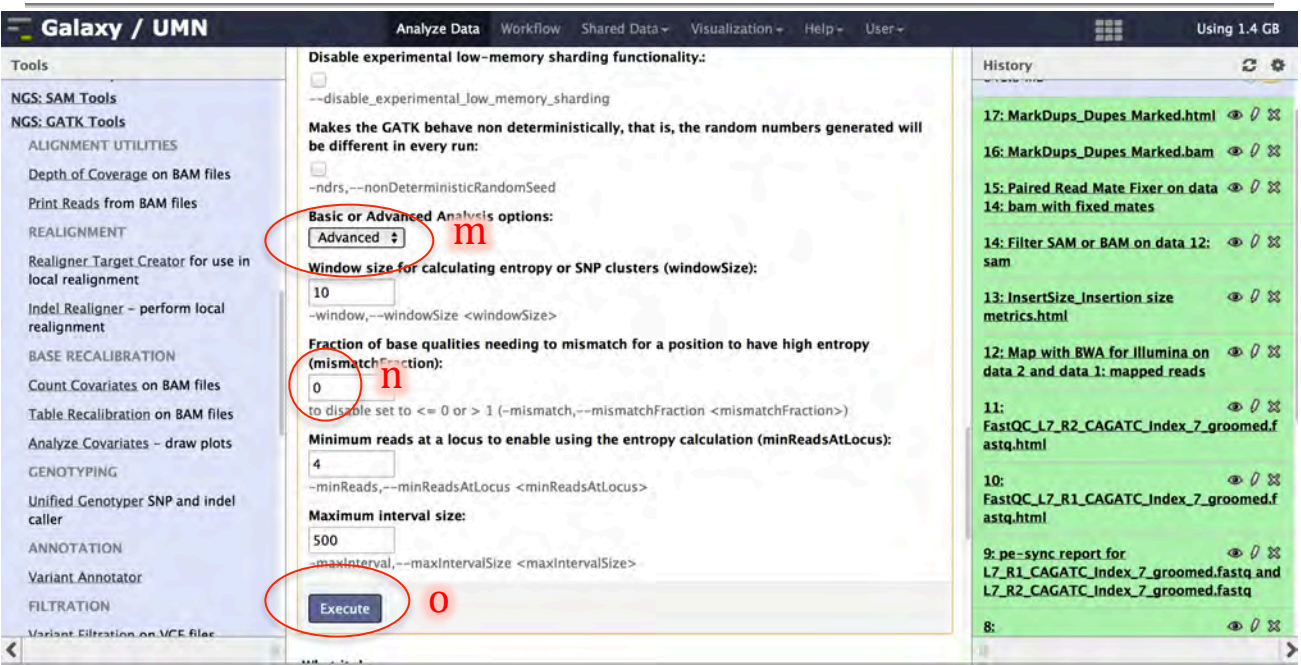 Galaxy / UMN
Analyze Data Workflow Shared Data Visualization Help User
Using 1.4 GB
Tools
NGS: SAM Tools
NGS: GATK Tools
ALIGNMENT UTILITIES
Depth of Coverage on BAM files
Print Reads from BAM files
REALIGNMENT
Realigner Target Creator for use in
local realignment
Indel Realigner – perform local
realignment
BASE RECALIBRATION
Count Covariates on BAM files
Table Recalibration on BAM files
Analyze Covariates – draw plots
GENOTYPING
Unified Genotyper SNP and indel
caller
ANNOTATION
Variant Annotator
FILTRATION
Variant Filtration on VCF files
Disable experimental low-memory sharding functionality.:
--disable_experimental_low_memory_sharding
Makes the GATK behave non deterministically, that is, the random numbers generated will
be different in every run:
-ndrs,--nonDeterministicRandomSeed
Basic or Advanced Analysis options:
Advanced
m
Window size for calculating entropy or SNP clusters (windowSize):
10
-window,--windowSize <windowSize>
Fraction of base qualities needing to mismatch for a position to have high entropy
(mismatchFraction):
0
n
to disable set to <= 0 or > 1 (-mismatch,--mismatchFraction <mismatchFraction>)
Minimum reads at a locus to enable using the entropy calculation (minReadsAtLocus):
4
-minReads,--minReadsAtLocus <minReadsAtLocus>
Maximum interval size:
500
-maxInterval,--maxIntervalSize <maxIntervalSize>
Execute
o
History
17: MarkDups_Dupes Marked.html
16: MarkDups_Dupes Marked.bam
15: Paired Read Mate Fixer on data
14: bam with fixed mates
14: Filter SAM or BAM on data 12:
sam
13: InsertSize_Insertion size
metrics.html
12: Map with BWA for Illumina on
data 2 and data 1: mapped reads
11:
FastQC_L7_R2_CAGATC_Index_7_groomed.f
astq.html
10:
FastQC_L7_R1_CAGATC_Index_7_groomed.f
astq.html
9: pe-sync report for
L7_R1_CAGATC_Index_7_groomed.fastq and
L7_R2_CAGATC_Index_7_groomed.fastq
8: